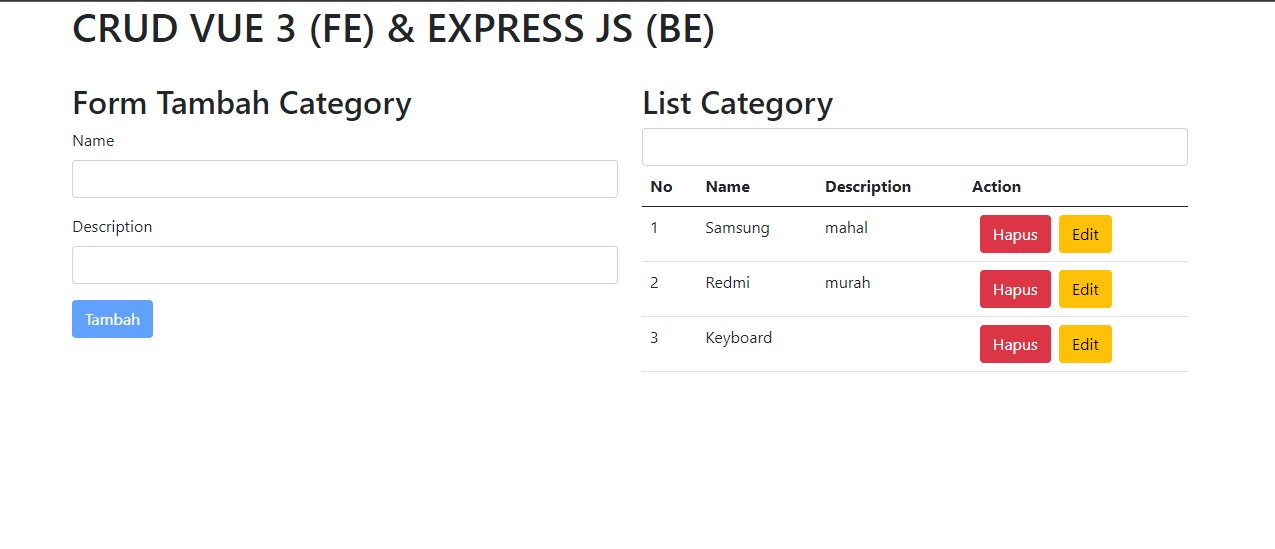 CRUD VUE 3 (FE) & EXPRESS JS (BE)
Form Tambah Category
Name
Description
Tambah
List Category
No Name Description Action
1 Samsung mahal Hapus Edit
2 Redmi murah Hapus Edit
3 Keyboard Hapus Edit